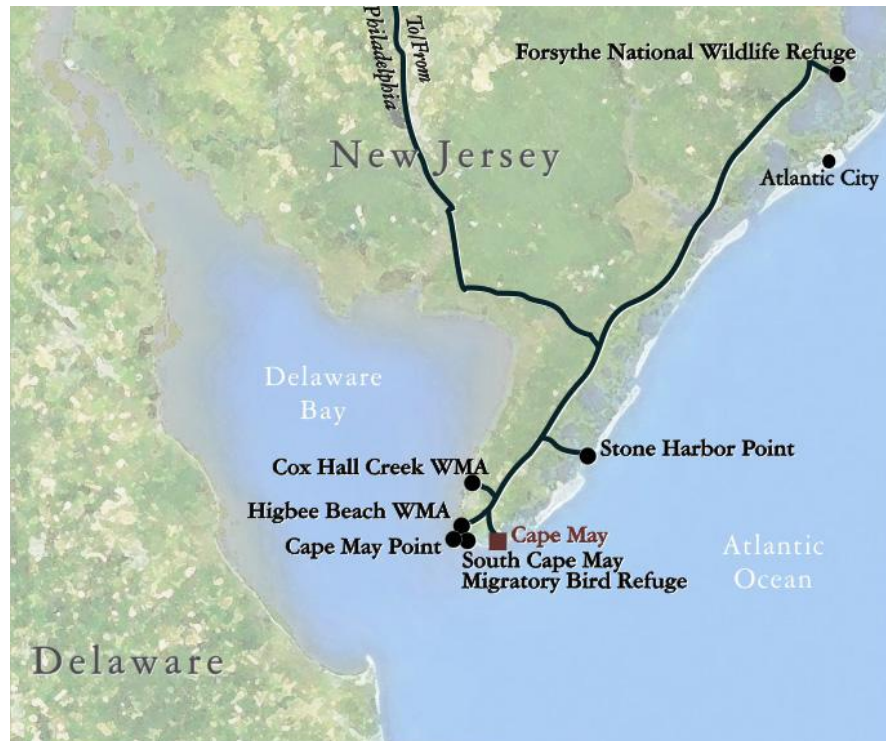 To/From
Philadelphia
Forsythe National Wildlife Refuge
New Jersey
Atlantic City
Delaware
Bay
Stone Harbor Point
Cox Hall Creek WMA
Higbee Beach WMA
Cape May
Cape May Point
South Cape May
Migratory Bird Refuge
Atlantic
Ocean
Delaware